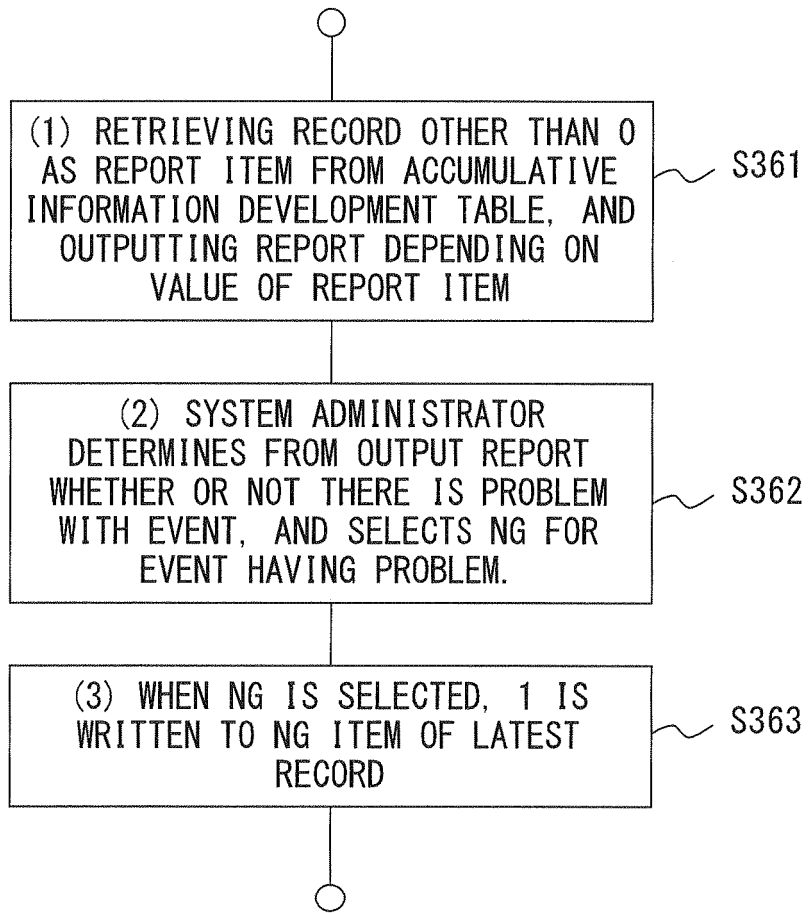 (1) RETRIEVING RECORD OTHER THAN 0
AS REPORT ITEM FROM ACCUMULATIVE
INFORMATION DEVELOPMENT TABLE, AND
OUTPUTTING REPORT DEPENDING ON
VALUE OF REPORT ITEM
S361
(2) SYSTEM ADMINISTRATOR
DETERMINES FROM OUTPUT REPORT
WHETHER OR NOT THERE IS PROBLEM
WITH EVENT, AND SELECTS NG FOR
EVENT HAVING PROBLEM.
S362
(3) WHEN NG IS SELECTED, 1 IS
WRITTEN TO NG ITEM OF LATEST
RECORD
S363